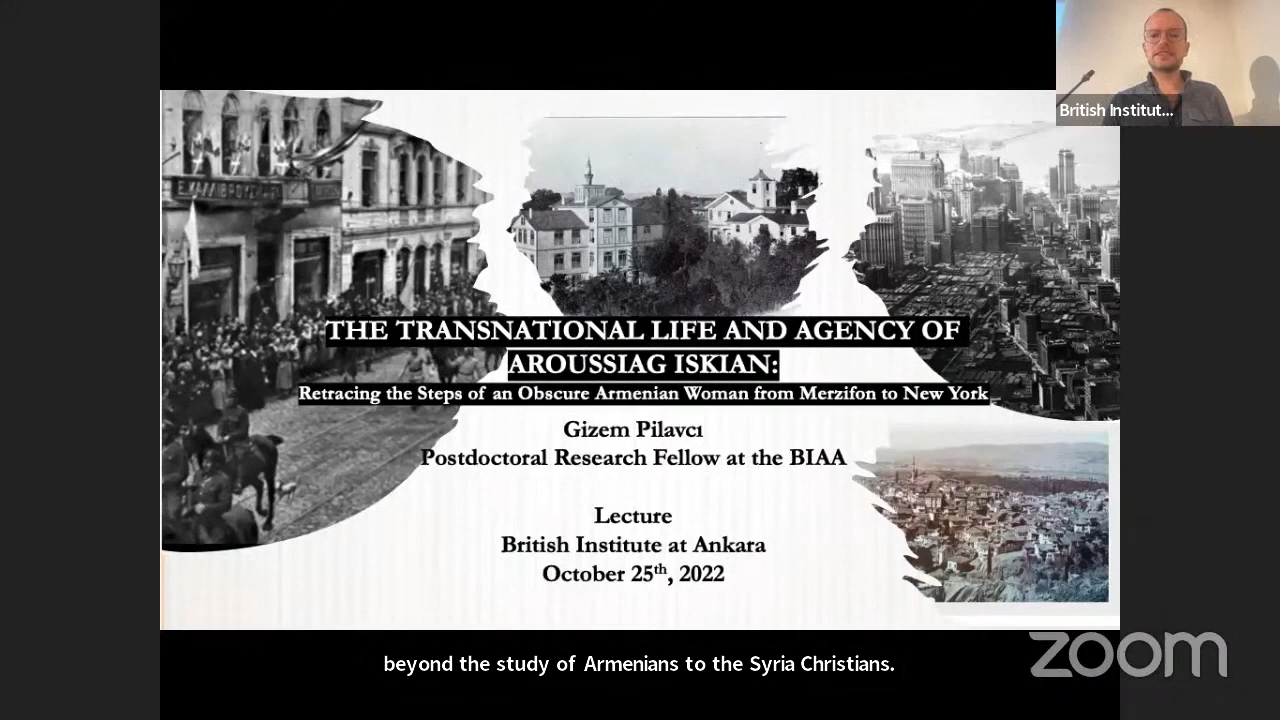 British Institut...
THE TRANSNATIONAL LIFE AND AGENCY OF
AROUSSIAG ISKIAN:
Retracing the Steps of an Obscure Armenian Woman from Merzifon to New York
Gizem Pilavcı
Postdoctoral Research Fellow at the BIAA
Lecture
British Institute at Ankara
October 25th, 2022
beyond the study of Armenians to the Syria Christians.
zoom